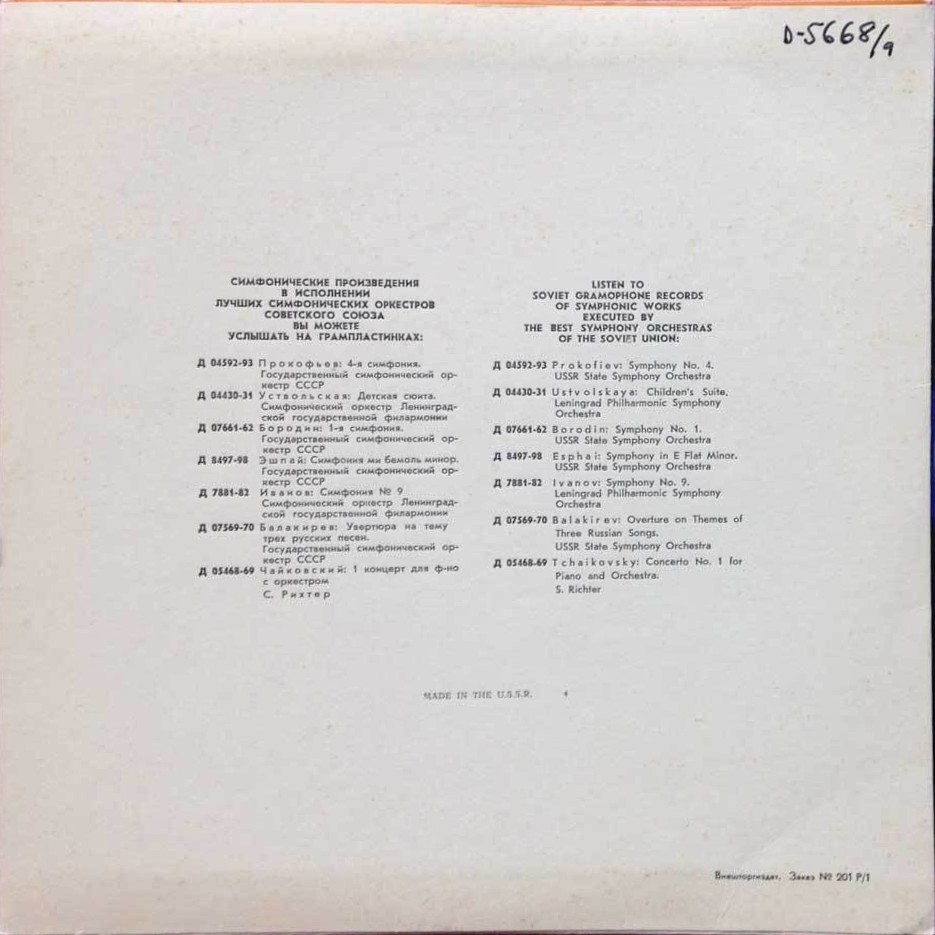 D-5668/9
СИМФОНИЧЕСКИЕ ПРОИЗВЕДЕНИЯ
В ИСПОЛНЕНИИ
ЛУЧШИХ СИМФОНИЧЕСКИХ ОРКЕСТРОВ
СОВЕТСКОГО СОЮЗА
ВЫ МОЖЕТЕ
УСЛЫШАТЬ НА ГРАМПЛАСТИНКАХ:
Д 04592-93 Прокофьев: 4-я симфония.
Государственный симфонический ор-
кестр СССР
Д 04430-31 Уствольская: Детская сюита.
Симфонический оркестр Ленинград-
ской государственной филармонии
Д 07661-62 Бородин: 1-я симфония.
Государственный симфонический ор-
кестр СССР
Д 8497-98 Эшпай: Симфония ми бемоль минор.
Государственный симфонический ор-
кестр СССР
Д 7881-82 Иванов: Симфония № 9
Симфонический оркестр Ленинград-
ской государственной филармонии
Д 07569-70 Балакирев: Увертюра на тему
трех русских песен.
Государственный симфонический ор-
кестр СССР
Д 05468-69 Чайковский: 1 концерт для ф-но
с оркестром
С. Рихтер
LISTEN TO
SOVIET GRAMOPHONE RECORDS
OF SYMPHONIC WORKS
EXECUTED BY
THE BEST SYMPHONY ORCHESTRAS
OF THE SOVIET UNION:
Д 04592-93 Prokofiev: Symphony No. 4.
USSR State Symphony Orchestra
Д 04430-31 Ustvolskaya: Children's Suite.
Leningrad Philharmonic Symphony
Orchestra
Д 07661-62 Borodin: Symphony No. 1.
USSR State Symphony Orchestra
Д 8497-98 Esphai: Symphony in E Flat Minor.
USSR State Symphony Orchestra
Д 7881-82 Ivanov: Symphony No. 9.
Leningrad Philharmonic Symphony
Orchestra
Д 07569-70 Balakirev: Overture on Themes of
Three Russian Songs.
USSR State Symphony Orchestra
Д 05468-69 Tchaikovsky: Concerto No. 1 for
Piano and Orchestra.
S. Richter
MADE IN THE U.S.S.R. 4
Внешторгиздат. Заказ № 201 Р/1